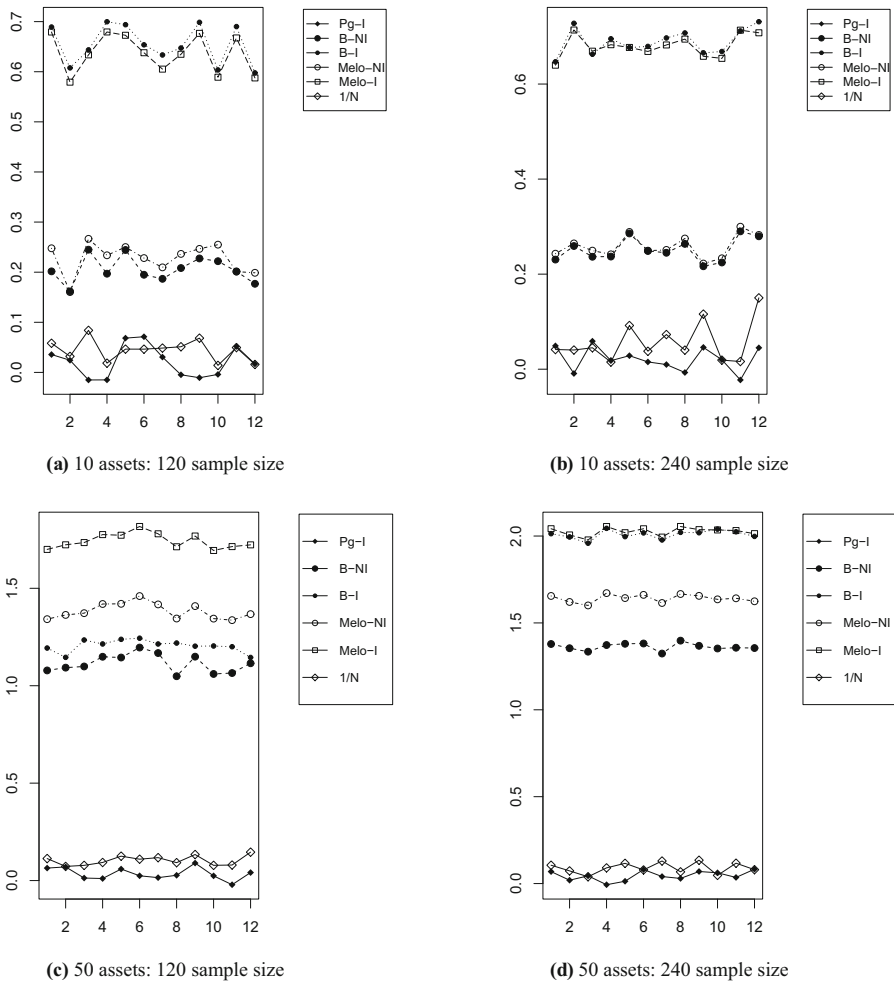 0.7
0.6
0.5
0.4
0.3
0.2
0.1
0.0
2 4 6 8 10 12
Pg−I
B−NI
B−I
Melo−NI
Melo−I
1/N
(a) 10 assets: 120 sample size
0.6
0.4
0.2
0.0
2 4 6 8 10 12
Pg−I
B−NI
B−I
Melo−NI
Melo−I
1/N
(b) 10 assets: 240 sample size
1.5
1.0
0.5
0.0
2 4 6 8 10 12
Pg−I
B−NI
B−I
Melo−NI
Melo−I
1/N
(c) 50 assets: 120 sample size
2.0
1.5
1.0
0.5
0.0
2 4 6 8 10 12
Pg−I
B−NI
B−I
Melo−NI
Melo−I
1/N
(d) 50 assets: 240 sample size